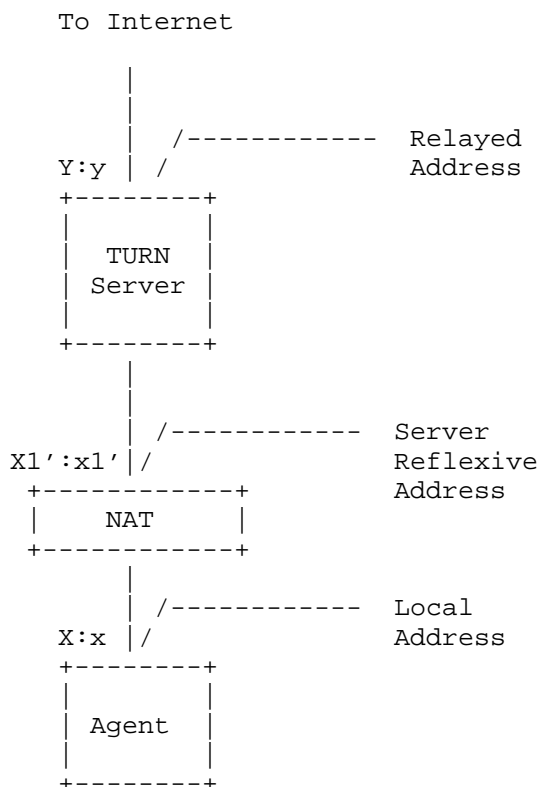 To Internet
Relayed
Y:y Address
TURN
Server
Server
X1':x1' Reflexive
Address
NAT
Local
X:x Address
Agent